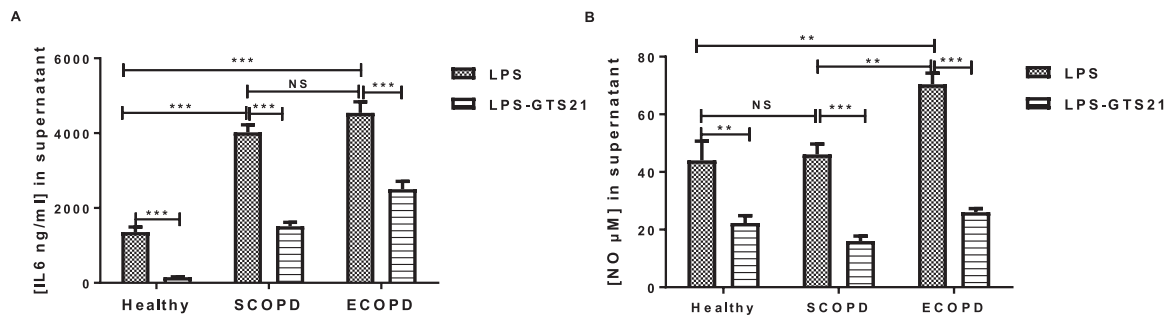 A
[IL6 ng/ml] in supernatant
6000
4000
2000
0
***
NS
***
***
***
***
Healthy
SCOPD
ECOPD
LPS
LPS-GTS21
B
[NO µM] in supernatant
80
60
40
20
0
**
**
***
NS
***
**
Healthy
SCOPD
ECOPD
LPS
LPS-GTS21